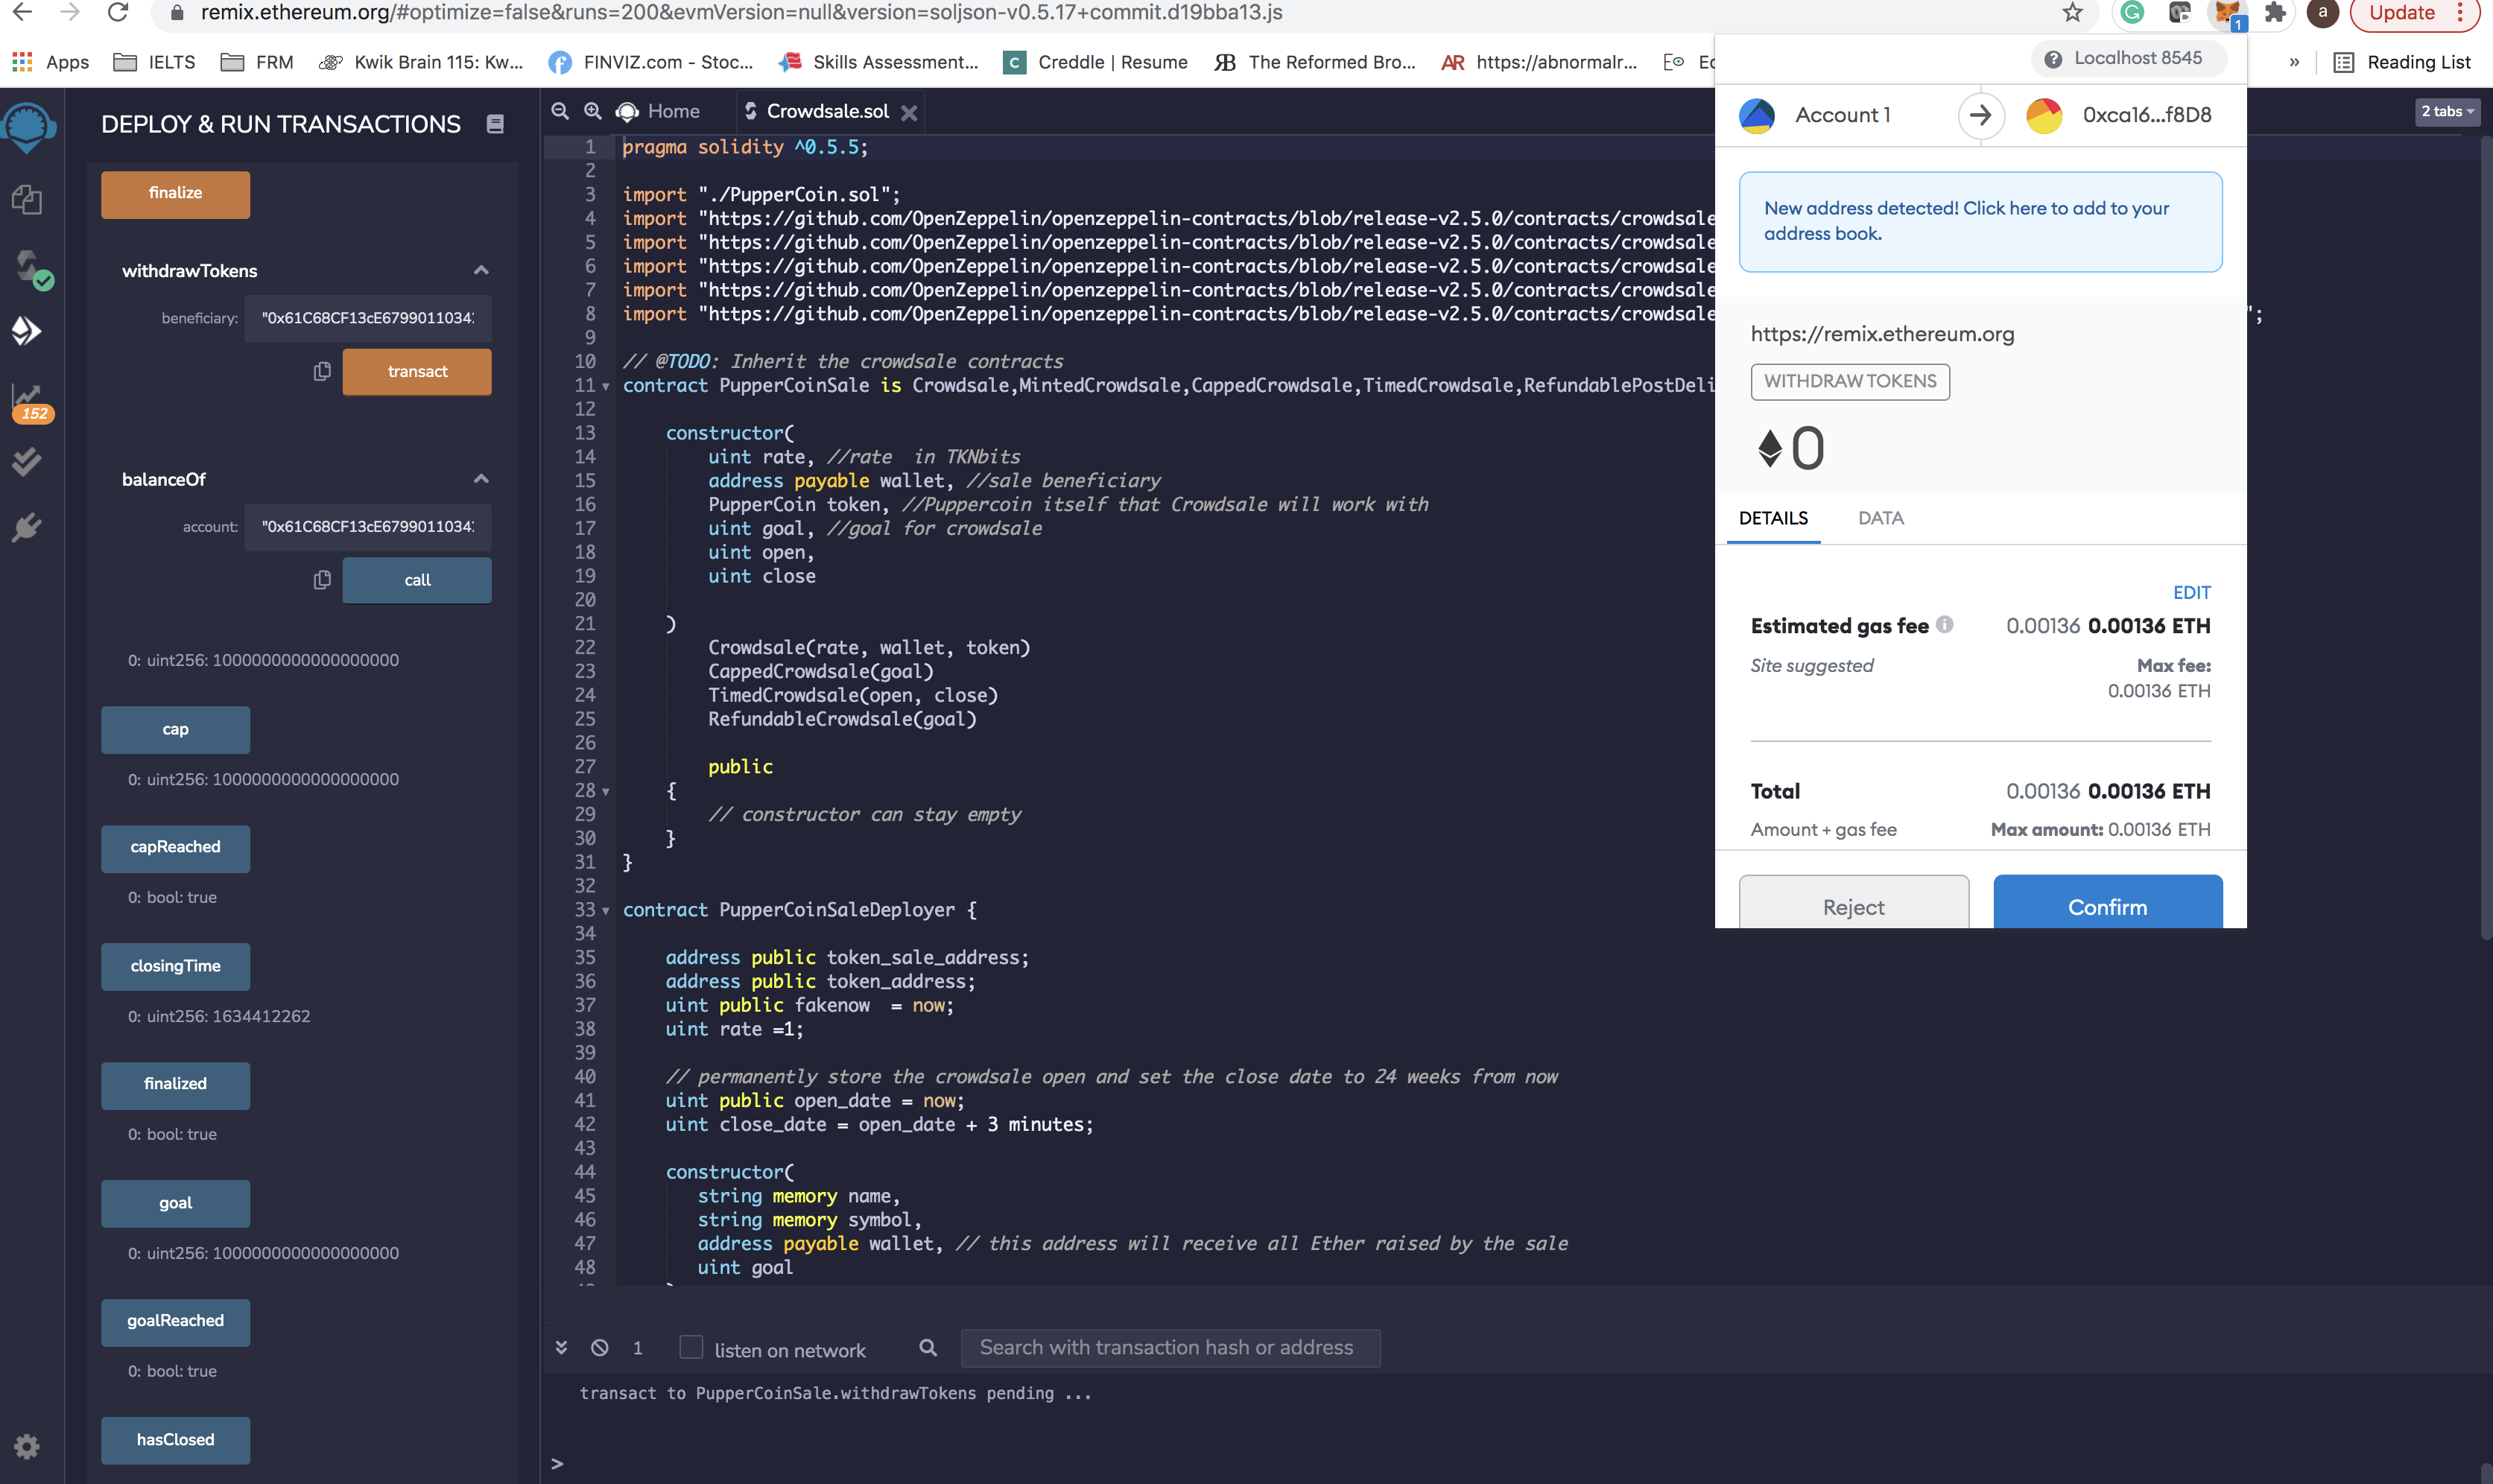 remix.ethereum.org/#optimize=false&runs=200&evmVersion=null&version=soljson-v0.5.17+commit.d19bba13.js
1
a
Update
Apps
IELTS
FRM
Kwik Brain 115: Kw...
FINVIZ.com - Stoc...
Skills Assessment...
Creddle | Resume
The Reformed Bro...
https://abnormalr...
Ec
»
Reading List
DEPLOY & RUN TRANSACTIONS
finalize
withdrawTokens
beneficiary: "0x61C68CF13cE67990110343
transact
152
balanceOf
account: "0x61C68CF13cE67990110343
call
0: uint256: 1000000000000000000
cap
0: uint256: 1000000000000000000
capReached
0: bool: true
closingTime
0: uint256: 1634412262
finalized
0: bool: true
goal
0: uint256: 1000000000000000000
goalReached
0: bool: true
hasClosed
Home
Crowdsale.sol
2 tabs
1 pragma solidity ^0.5.5;
2
3 import "./PupperCoin.sol";
4 import "https://github.com/OpenZeppelin/openzeppelin-contracts/blob/release-v2.5.0/contracts/crowdsale
5 import "https://github.com/OpenZeppelin/openzeppelin-contracts/blob/release-v2.5.0/contracts/crowdsale
6 import "https://github.com/OpenZeppelin/openzeppelin-contracts/blob/release-v2.5.0/contracts/crowdsale
7 import "https://github.com/OpenZeppelin/openzeppelin-contracts/blob/release-v2.5.0/contracts/crowdsale
8 import "https://github.com/OpenZeppelin/openzeppelin-contracts/blob/release-v2.5.0/contracts/crowdsale ";
9
10 // @TODO: Inherit the crowdsale contracts
11 contract PupperCoinSale is Crowdsale,MintedCrowdsale,CappedCrowdsale,TimedCrowdsale,RefundablePostDeli
12
13 constructor(
14 uint rate, //rate in TKNbits
15 address payable wallet, //sale beneficiary
16 PupperCoin token, //Puppercoin itself that Crowdsale will work with
17 uint goal, //goal for crowdsale
18 uint open,
19 uint close
20
21 )
22 Crowdsale(rate, wallet, token)
23 CappedCrowdsale(goal)
24 TimedCrowdsale(open, close)
25 RefundableCrowdsale(goal)
26
27 public
28 {
29 // constructor can stay empty
30 }
31 }
32
33 contract PupperCoinSaleDeployer {
34
35 address public token_sale_address;
36 address public token_address;
37 uint public fakenow = now;
38 uint rate =1;
39
40 // permanently store the crowdsale open and set the close date to 24 weeks from now
41 uint public open_date = now;
42 uint close_date = open_date + 3 minutes;
43
44 constructor(
45 string memory name,
46 string memory symbol,
47 address payable wallet, // this address will receive all Ether raised by the sale
48 uint goal
1
listen on network
Search with transaction hash or address
transact to PupperCoinSale.withdrawTokens pending ...
>
Localhost 8545
Account 1
0xca16...f8D8
New address detected! Click here to add to your
address book.
https://remix.ethereum.org
WITHDRAW TOKENS
0
DETAILS
DATA
EDIT
Estimated gas fee 0.00136 0.00136 ETH
Site suggested Max fee:
0.00136 ETH
Total 0.00136 0.00136 ETH
Amount + gas fee Max amount: 0.00136 ETH
Reject
Confirm